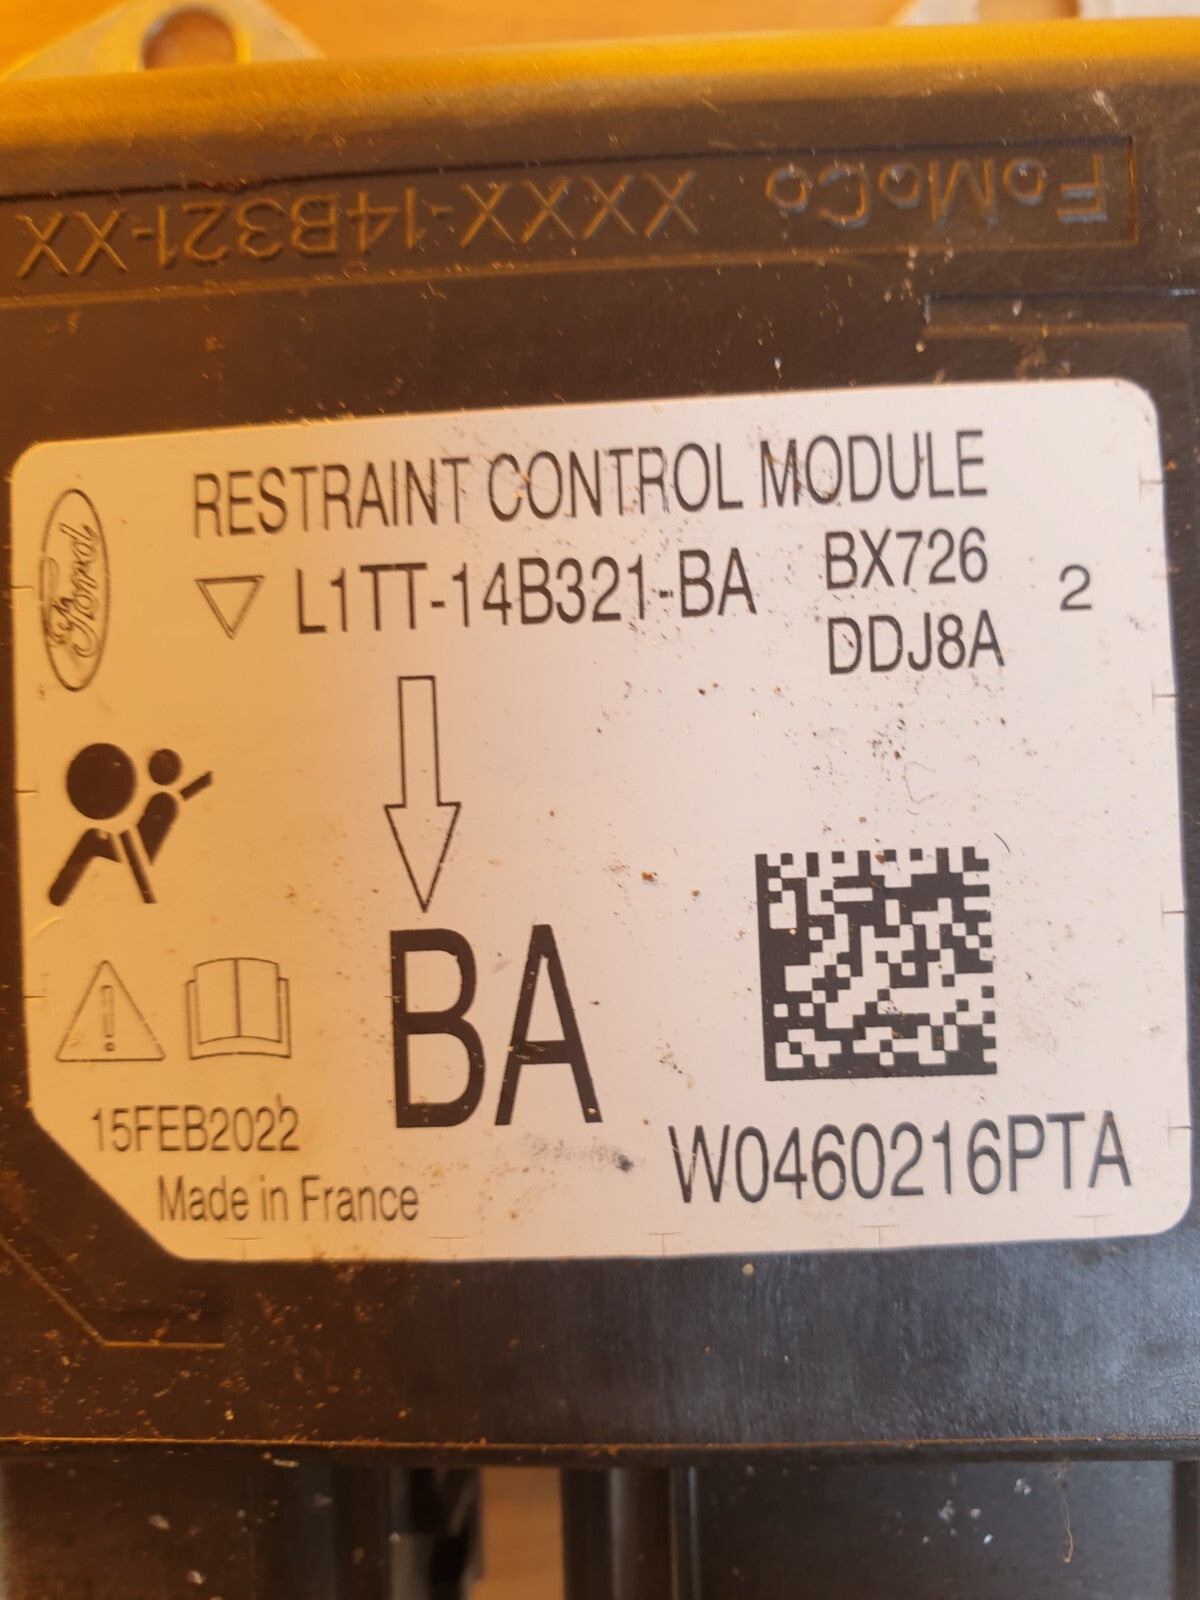 FoMoCo XXXX-14B321-XX
RESTRAINT CONTROL MODULE
L1TT-14B321-BA
BX726
DDJ8A
2
Ford
BA
15FEB2022
Made in France
W0460216PTA